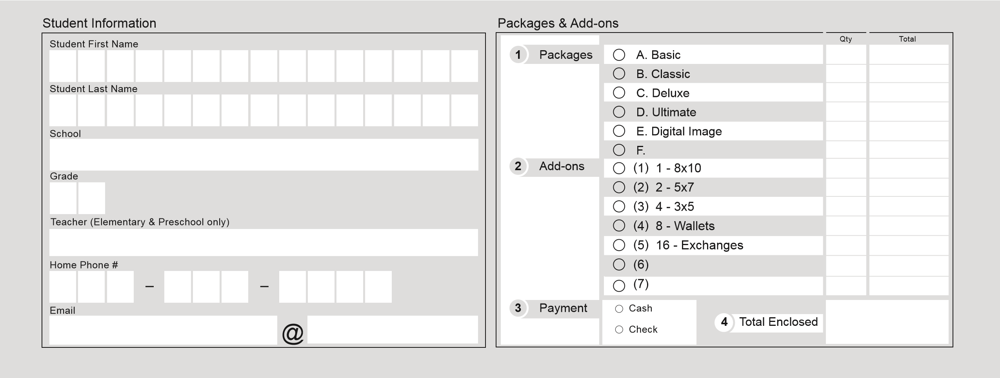 Student Information
Student First Name
Student Last Name
School
Grade
Teacher (Elementary & Preschool only)
Home Phone #
– –
Email
@
Packages & Add-ons
Qty Total
1 Packages
A. Basic
B. Classic
C. Deluxe
D. Ultimate
E. Digital Image
F.
2 Add-ons
(1) 1 - 8x10
(2) 2 - 5x7
(3) 4 - 3x5
(4) 8 - Wallets
(5) 16 - Exchanges
(6)
(7)
3 Payment
Cash
Check
4 Total Enclosed